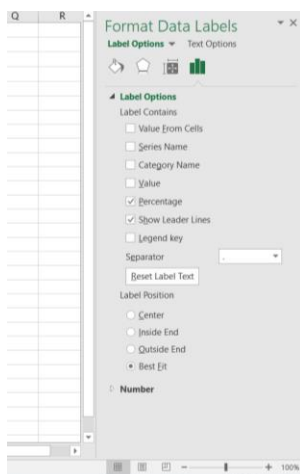 Q R
Format Data Labels
Label Options Text Options
Label Options
Label Contains
Value From Cells
Series Name
Category Name
Value
Percentage
Show Leader Lines
Legend key
Separator ,
Reset Label Text
Label Position
Center
Inside End
Outside End
Best Fit
Number
100%